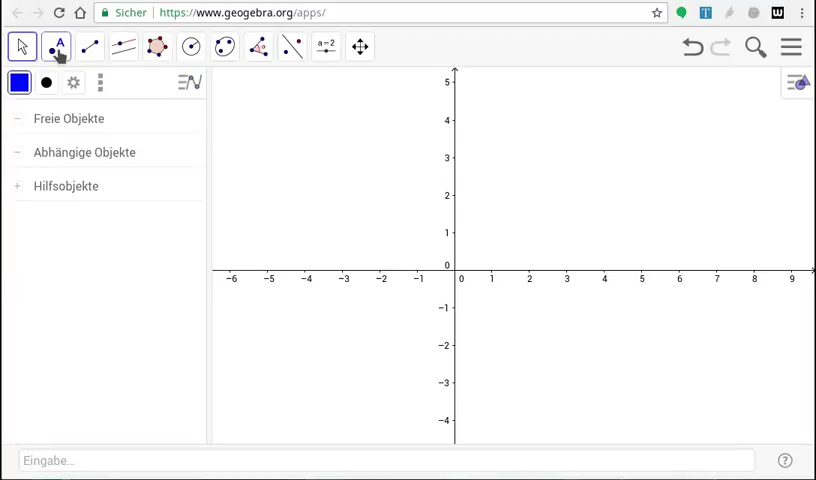 Sicher https://www.geogebra.org/apps/
T W
A a=2
Freie Objekte
Abhängige Objekte
Hilfsobjekte
5
4
3
2
1
0
−6 −5 −4 −3 −2 −1 0 1 2 3 4 5 6 7 8 9
−1
−2
−3
−4
Eingabe... ?